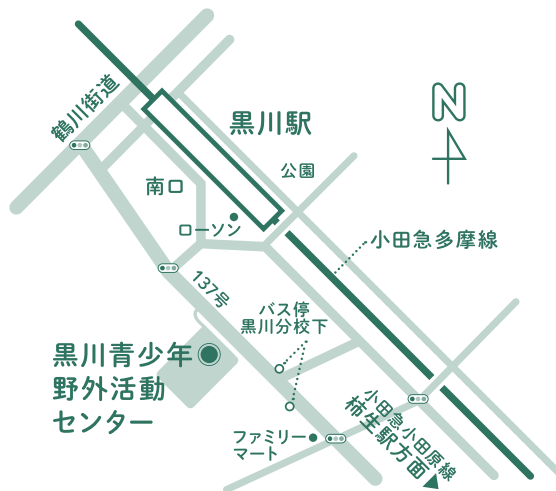 鶴川街道
N
黒川駅
公園
南口
ローソン
小田急多摩線
137号
バス停
黒川分校下
黒川青少年
野外活動
センター
小田急小田原線
柿生駅方面
ファミリー
マート